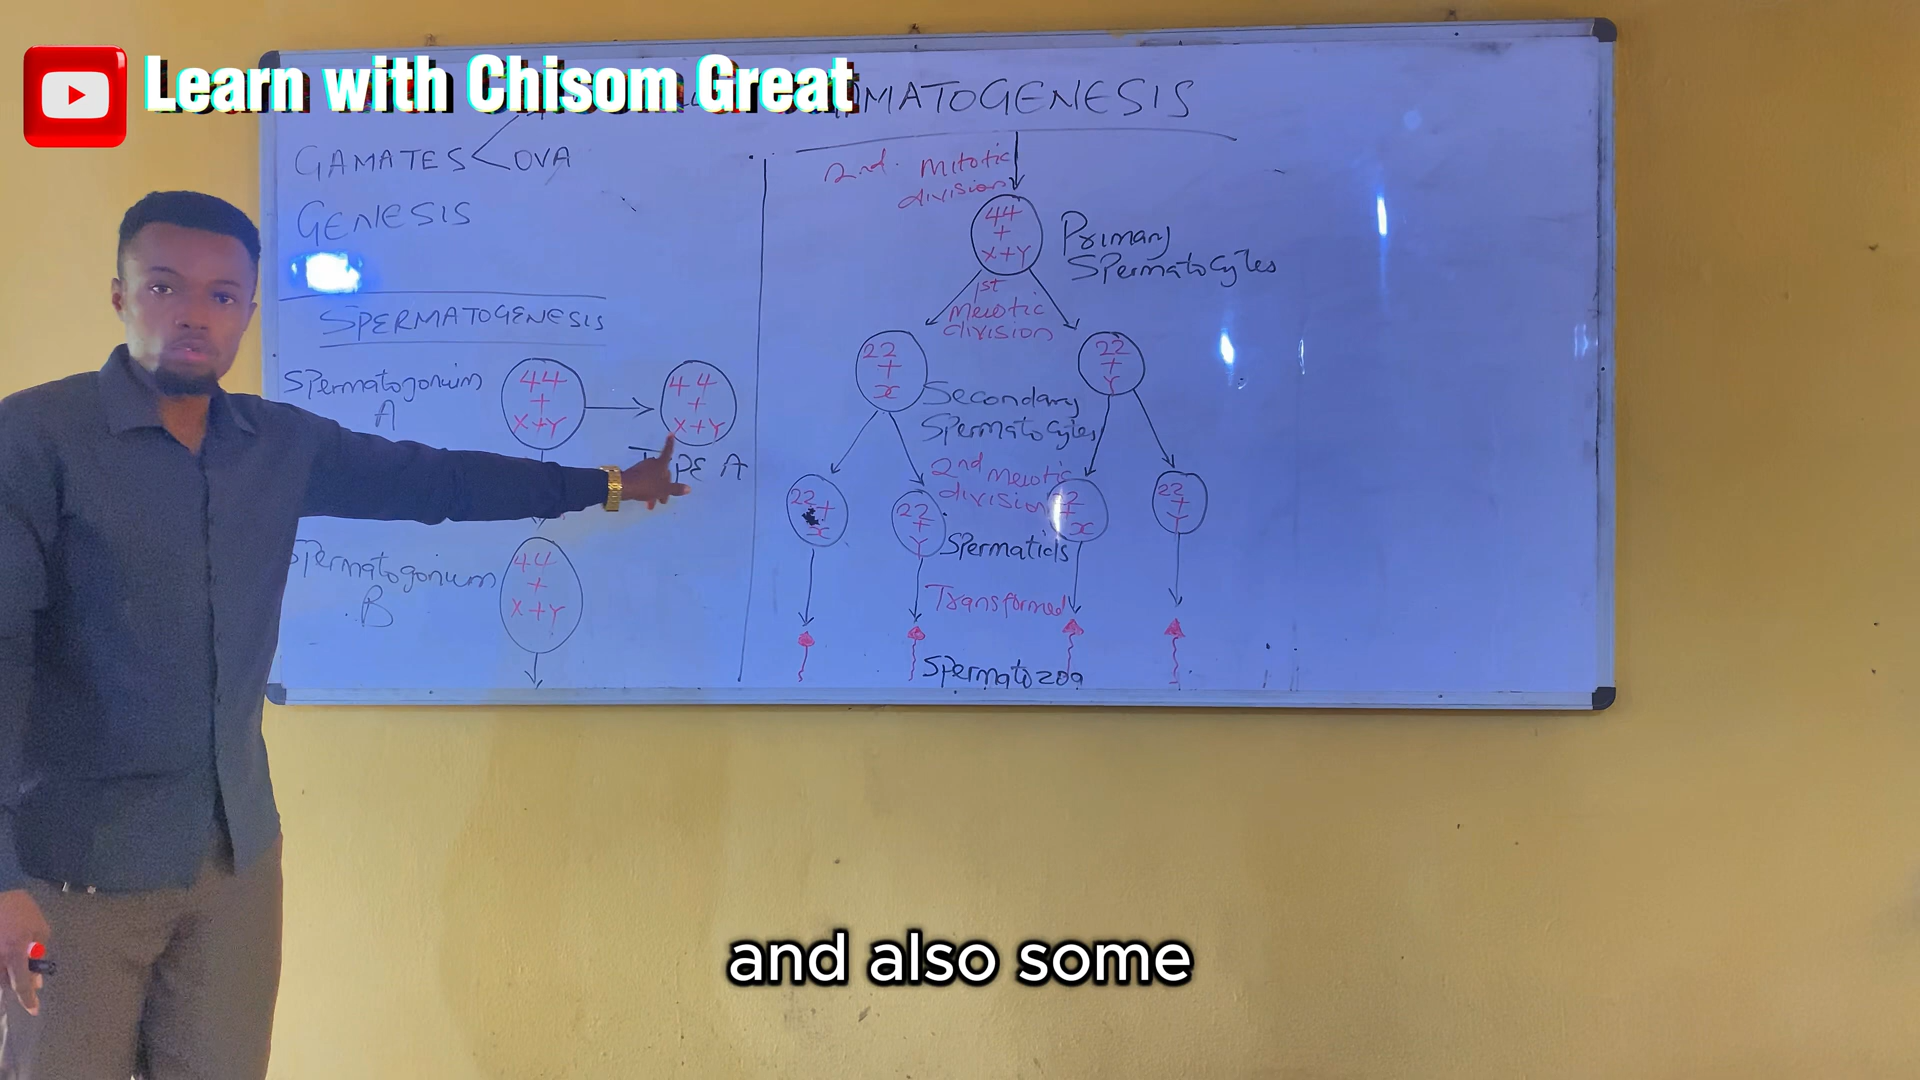 Learn with Chisom Great
MATOGENESIS
GAMATES < OVA
GENESIS
SPERMATOGENESIS
Spermatogonium
A
44
+
X+Y
44
+
X+Y
TYPE A
Spermatogonium
B
44
+
X+Y
2nd. Mitotic
division
44
+
X+Y
Primary
Spermatocytes
1st
Meiotic
division
22
+
x
22
+
Y
Secondary
Spermatocytes
2nd Meiotic
division
22
+
x
22
+
Y
22
+
x
22
+
Y
Spermatids
Transformed
Spermatozoa
and also some